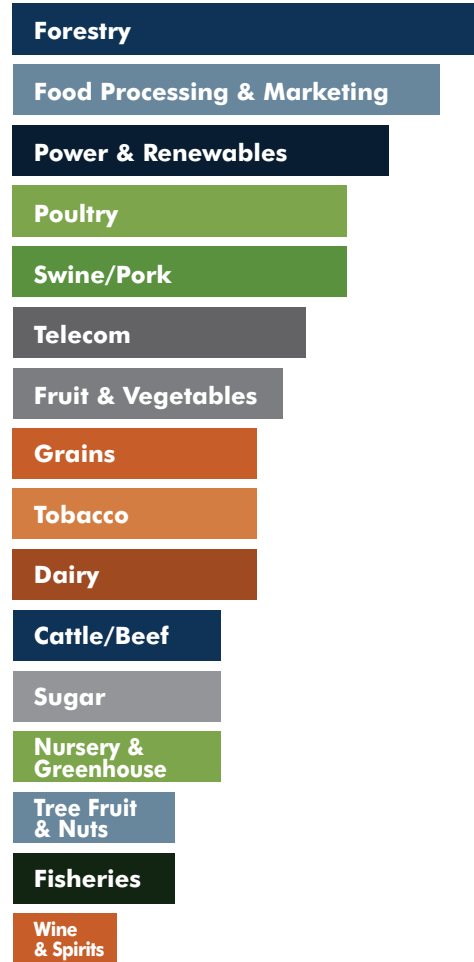 Forestry
Food Processing & Marketing
Power & Renewables
Poultry
Swine/Pork
Telecom
Fruit & Vegetables
Grains
Tobacco
Dairy
Cattle/Beef
Sugar
Nursery &
Greenhouse
Tree Fruit
& Nuts
Fisheries
Wine
& Spirits